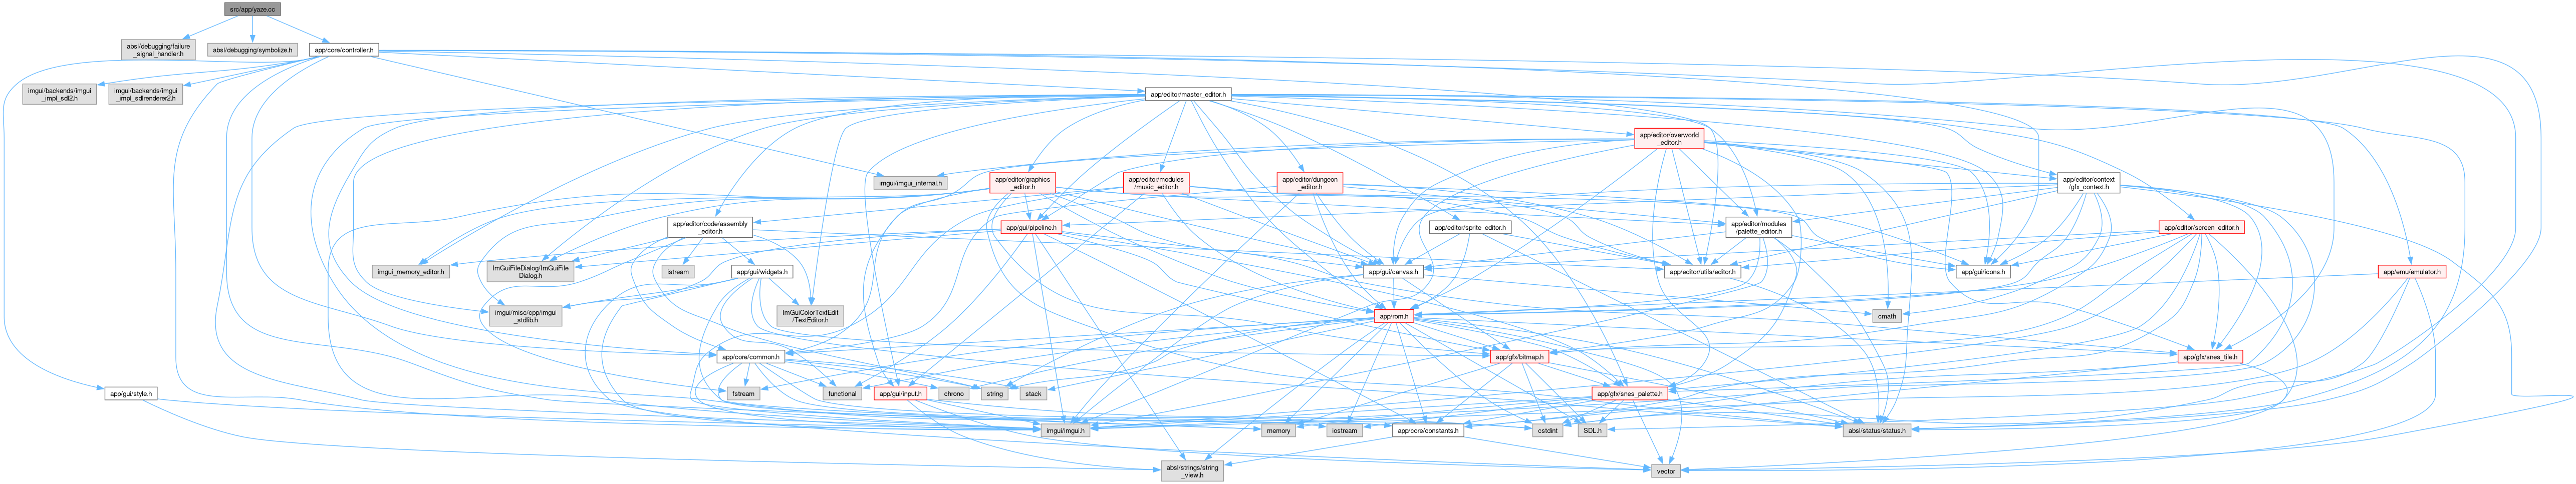 src/app/yaze.cc
absl/debugging/failure
_signal_handler.h
absl/debugging/symbolize.h
app/core/controller.h
imgui/backends/imgui
_impl_sdl2.h
imgui/backends/imgui
_impl_sdlrenderer2.h
app/editor/master_editor.h
app/editor/overworld
_editor.h
imgui/imgui_internal.h
app/editor/graphics
_editor.h
app/editor/modules
/music_editor.h
app/editor/dungeon
_editor.h
app/editor/context
/gfx_context.h
app/editor/code/assembly
_editor.h
app/gui/pipeline.h
app/editor/sprite_editor.h
app/editor/modules
/palette_editor.h
app/editor/screen_editor.h
imgui_memory_editor.h
ImGuiFileDialog/ImGuiFile
Dialog.h
istream
app/gui/widgets.h
app/gui/canvas.h
app/editor/utils/editor.h
app/gui/icons.h
app/emu/emulator.h
imgui/misc/cpp/imgui
_stdlib.h
ImGuiColorTextEdit
/TextEditor.h
app/rom.h
cmath
app/core/common.h
app/gfx/bitmap.h
app/gfx/snes_tile.h
app/gui/style.h
fstream
functional
app/gui/input.h
chrono
string
stack
app/gfx/snes_palette.h
imgui/imgui.h
memory
iostream
app/core/constants.h
cstdint
SDL.h
absl/status/status.h
absl/strings/string
_view.h
vector